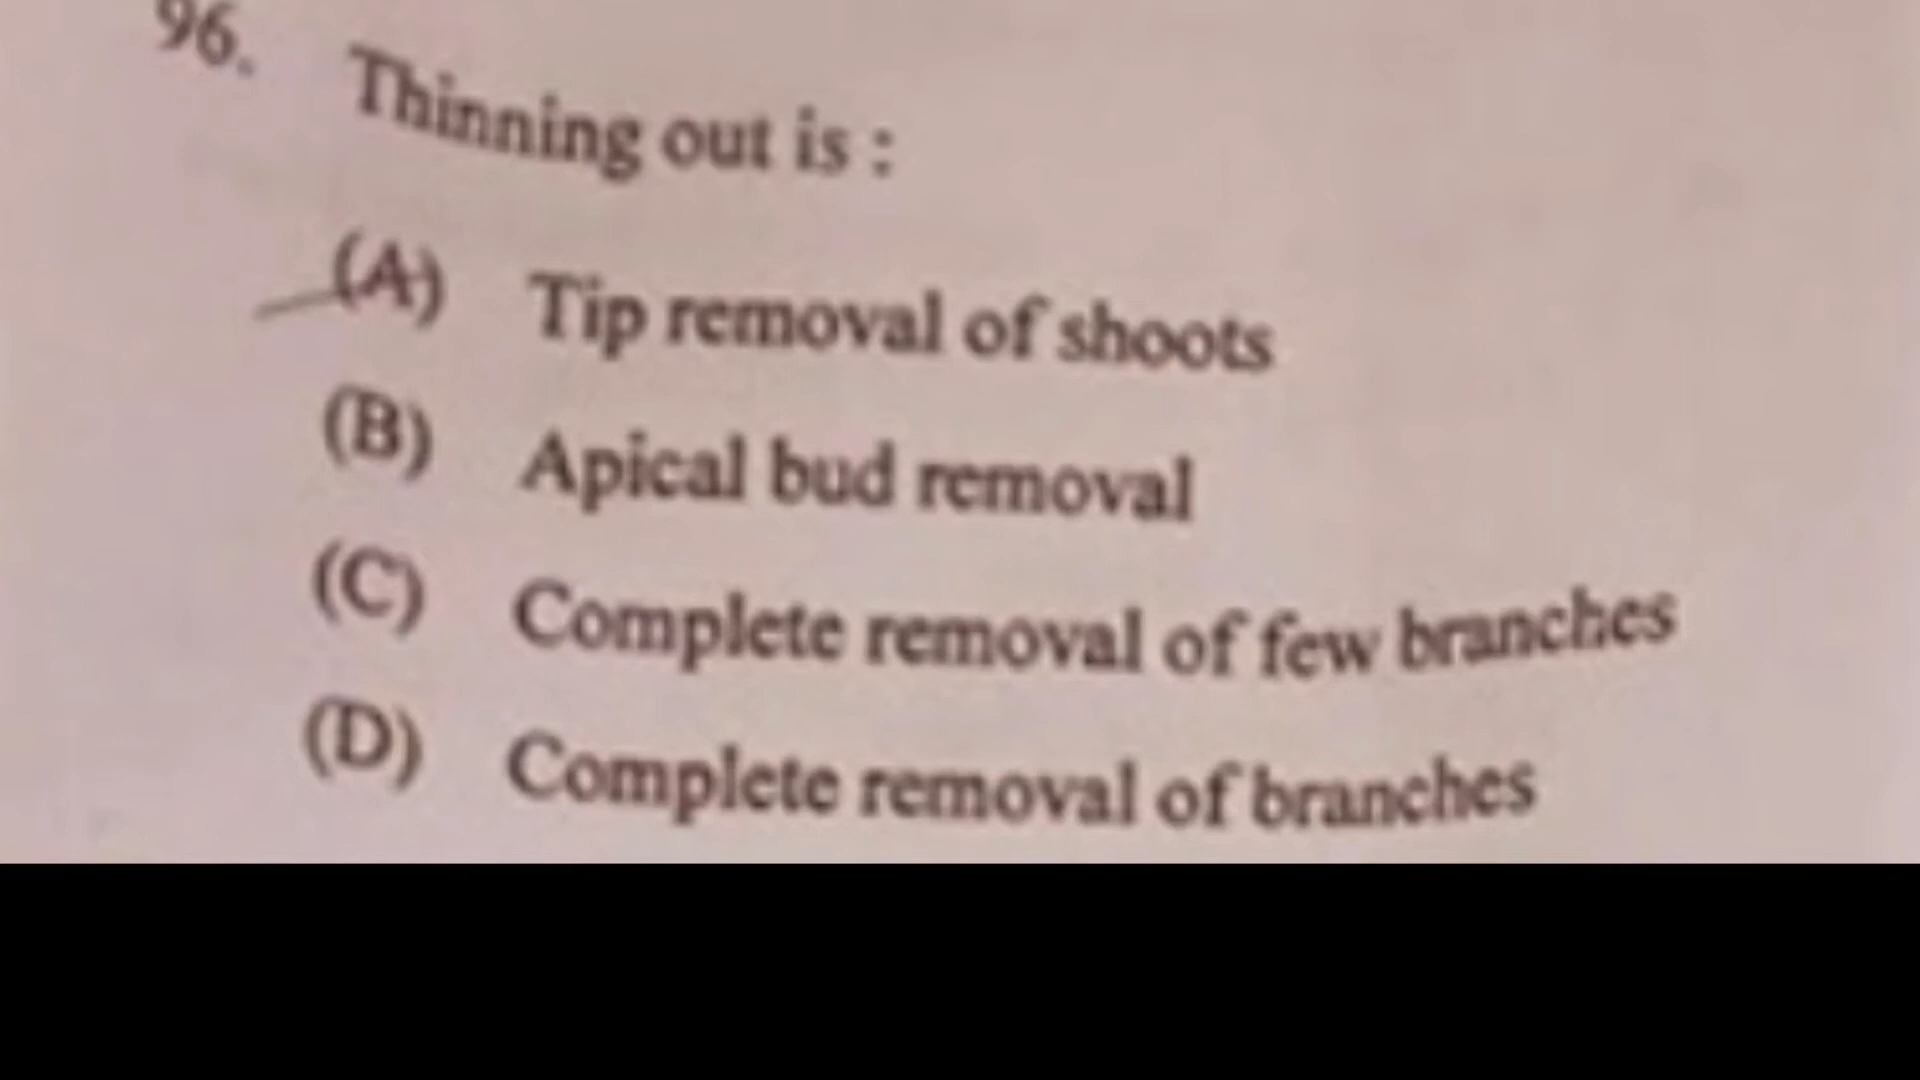 96. Thinning out is :
(A) Tip removal of shoots
(B) Apical bud removal
(C) Complete removal of few branches
(D) Complete removal of branches